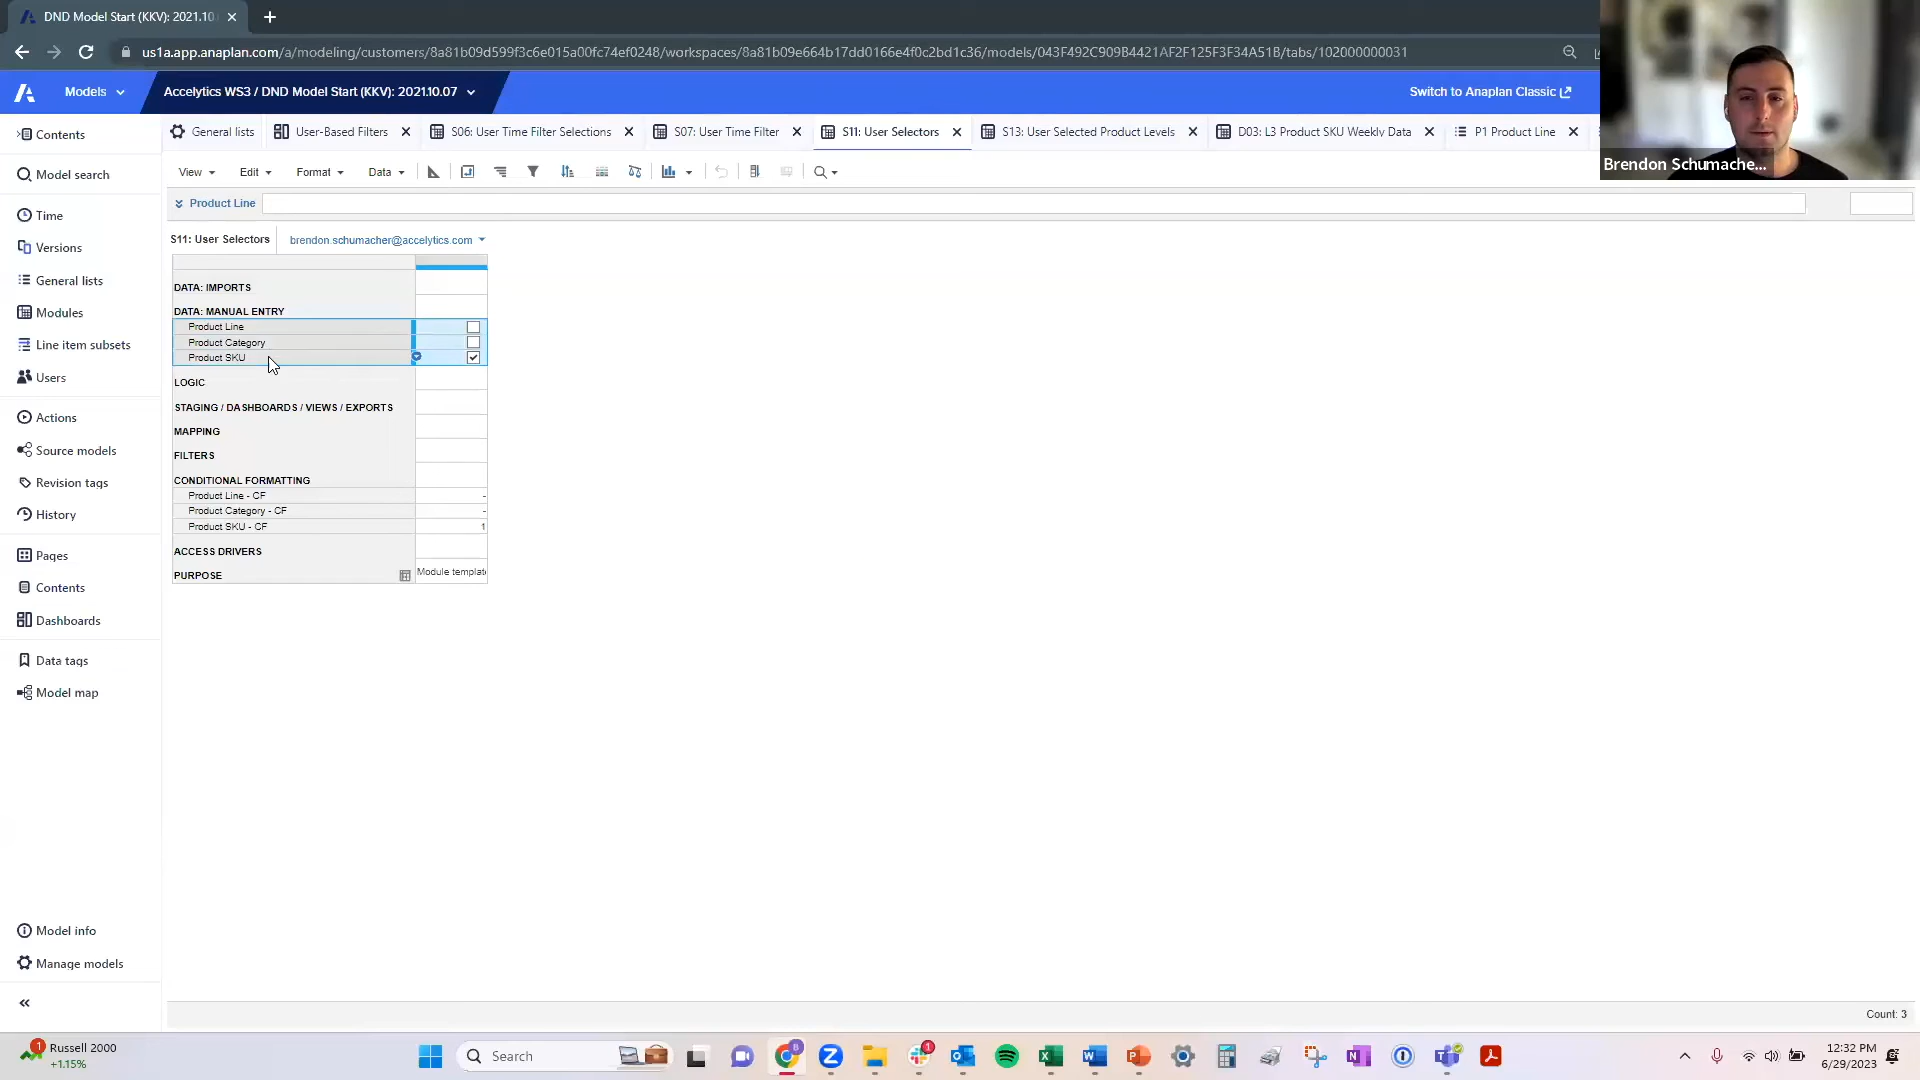 DND Model Start (KKV): 2021.10
us1a.app.anaplan.com/a/modeling/customers/8a81b09d599f3c6e015a00fc74ef0248/workspaces/8a81b09e664b17dd0166e4f0c2bd1c36/models/043F492C909B4421AF2F125F3F34A51B/tabs/102000000031
Models
Accelytics WS3 / DND Model Start (KKV): 2021.10.07
Switch to Anaplan Classic
Brendon Schumache...
Contents
General lists
User-Based Filters
S06: User Time Filter Selections
S07: User Time Filter
S11: User Selectors
S13: User Selected Product Levels
D03: L3 Product SKU Weekly Data
P1 Product Line
Model search
View
Edit
Format
Data
Product Line
Time
Versions
General lists
Modules
Line item subsets
Users
Actions
Source models
Revision tags
History
Pages
Contents
Dashboards
Data tags
Model map
Model info
Manage models
S11: User Selectors
brendon.schumacher@accelytics.com
DATA: IMPORTS
DATA: MANUAL ENTRY
Product Line
Product Category
Product SKU
LOGIC
STAGING / DASHBOARDS / VIEWS / EXPORTS
MAPPING
FILTERS
CONDITIONAL FORMATTING
Product Line - CF -
Product Category - CF -
Product SKU - CF 1
ACCESS DRIVERS
PURPOSE Module templat
Count: 3
1
Russell 2000
+1.15%
Search
1
12:32 PM
6/29/2023